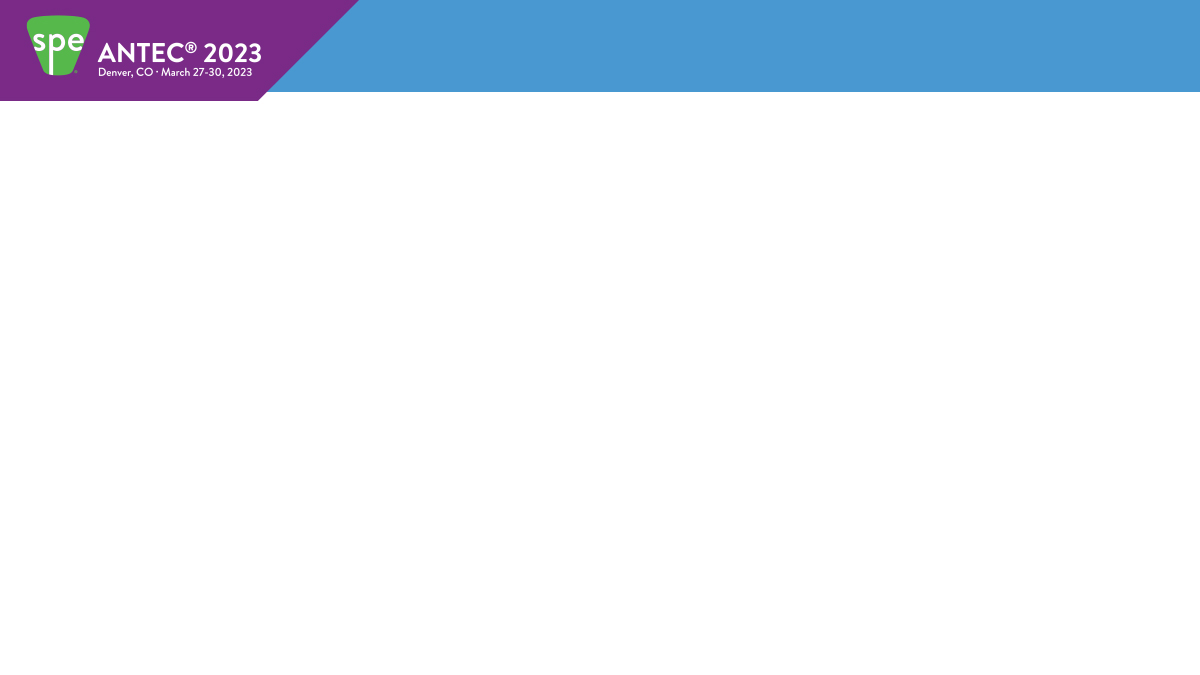 spe
ANTEC® 2023
Denver, CO · March 27-30, 2023